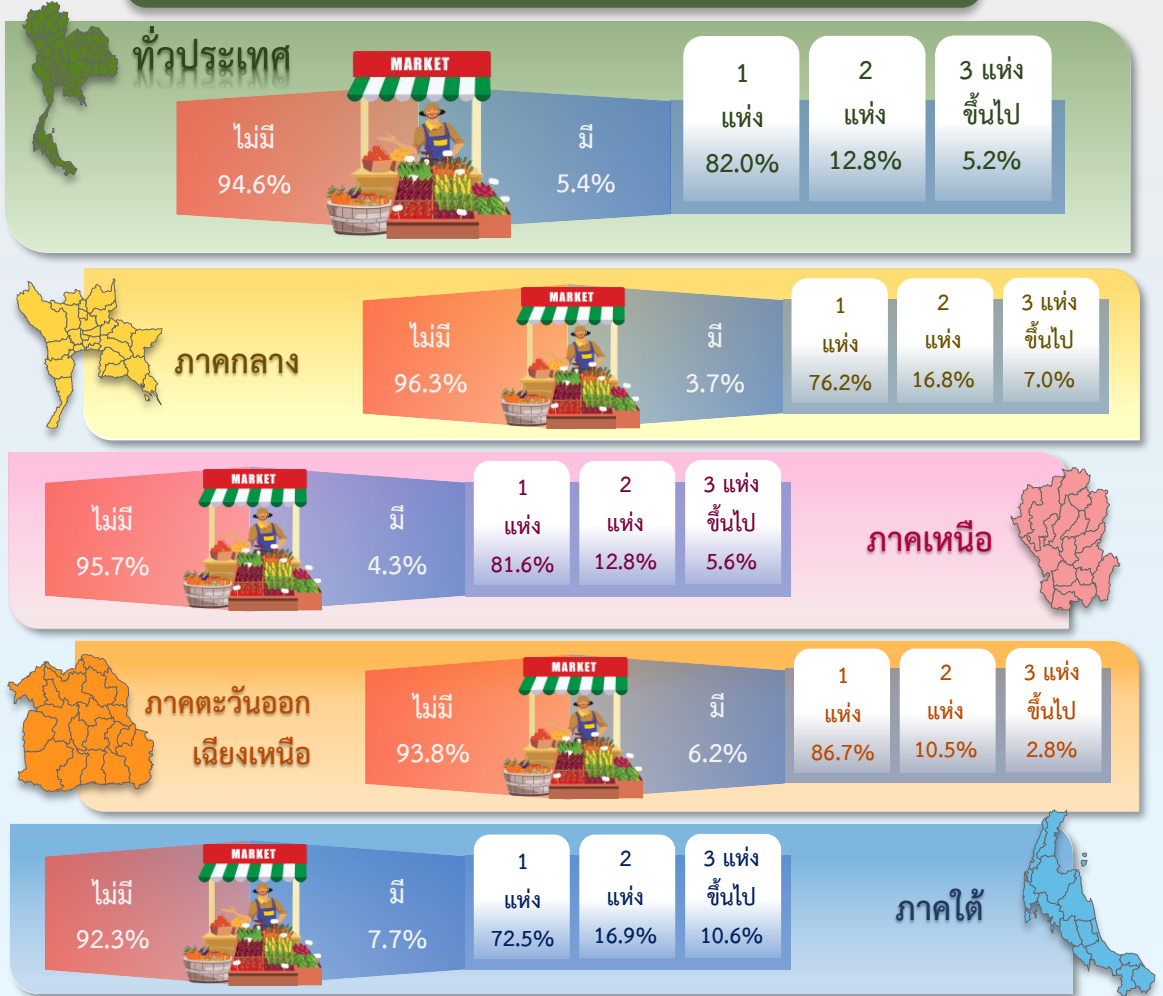 ทั่วประเทศ
MARKET
ไม่มี
94.6%
มี
5.4%
1
แห่ง
82.0%
2
แห่ง
12.8%
3 แห่ง
ขึ้นไป
5.2%
ภาคกลาง
MARKET
ไม่มี
96.3%
มี
3.7%
1
แห่ง
76.2%
2
แห่ง
16.8%
3 แห่ง
ขึ้นไป
7.0%
MARKET
ไม่มี
95.7%
มี
4.3%
1
แห่ง
81.6%
2
แห่ง
12.8%
3 แห่ง
ขึ้นไป
5.6%
ภาคเหนือ
ภาคตะวันออก
เฉียงเหนือ
MARKET
ไม่มี
93.8%
มี
6.2%
1
แห่ง
86.7%
2
แห่ง
10.5%
3 แห่ง
ขึ้นไป
2.8%
MARKET
ไม่มี
92.3%
มี
7.7%
1
แห่ง
72.5%
2
แห่ง
16.9%
3 แห่ง
ขึ้นไป
10.6%
ภาคใต้